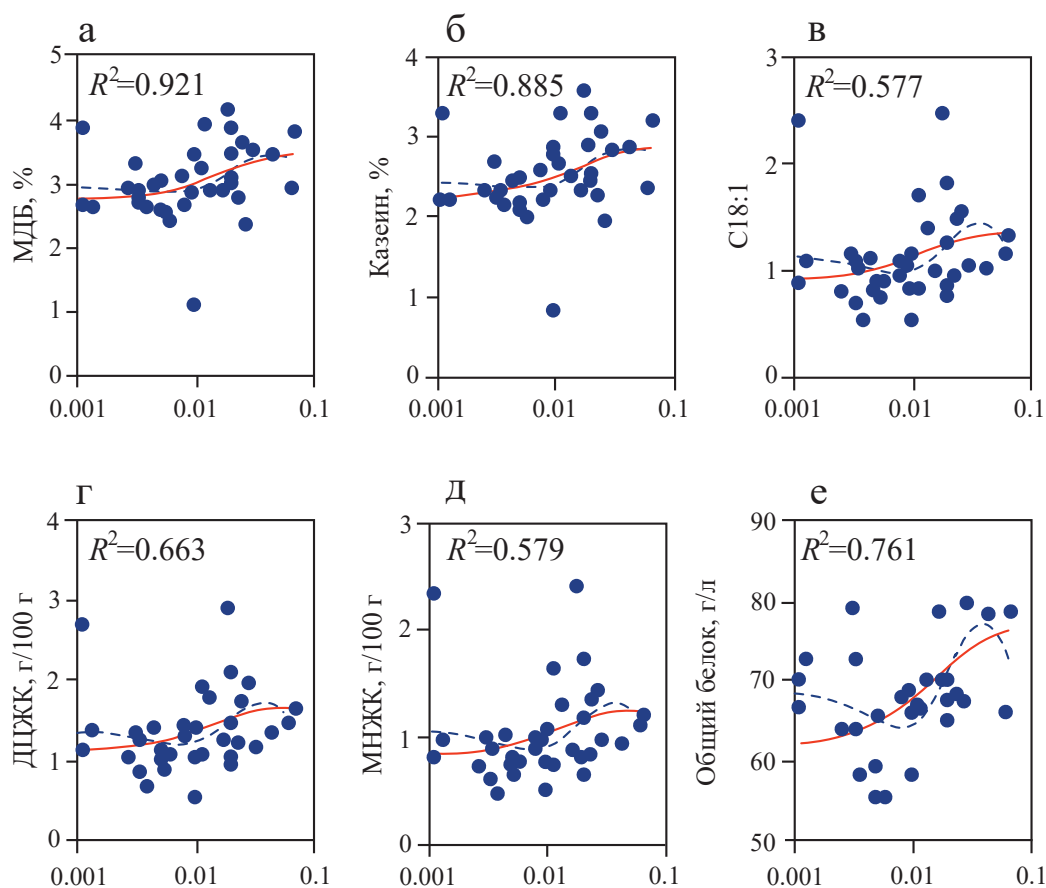 а
R²=0.921
МДБ, %
5
4
3
2
1
0
0.001 0.01 0.1
б
R²=0.885
Казеин, %
4
3
2
1
0
0.001 0.01 0.1
в
R²=0.577
C18:1
3
2
1
0
0.001 0.01 0.1
г
R²=0.663
ДЦЖК, г/100 г
4
3
2
1
0
0.001 0.01 0.1
д
R²=0.579
МНЖК, г/100 г
3
2
1
0
0.001 0.01 0.1
е
R²=0.761
Общий белок, г/л
90
80
70
60
50
0.001 0.01 0.1